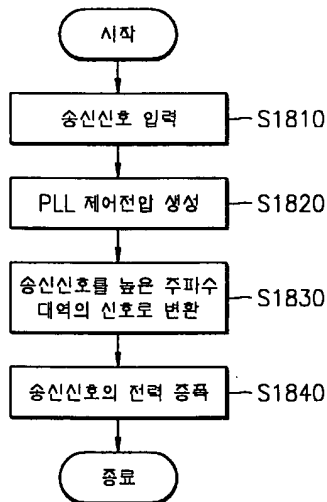 시작
송신신호 입력
S1810
PLL 제어전압 생성
S1820
송신신호를 높은 주파수
대역의 신호로 변환
S1830
송신신호의 전력 증폭
S1840
종료